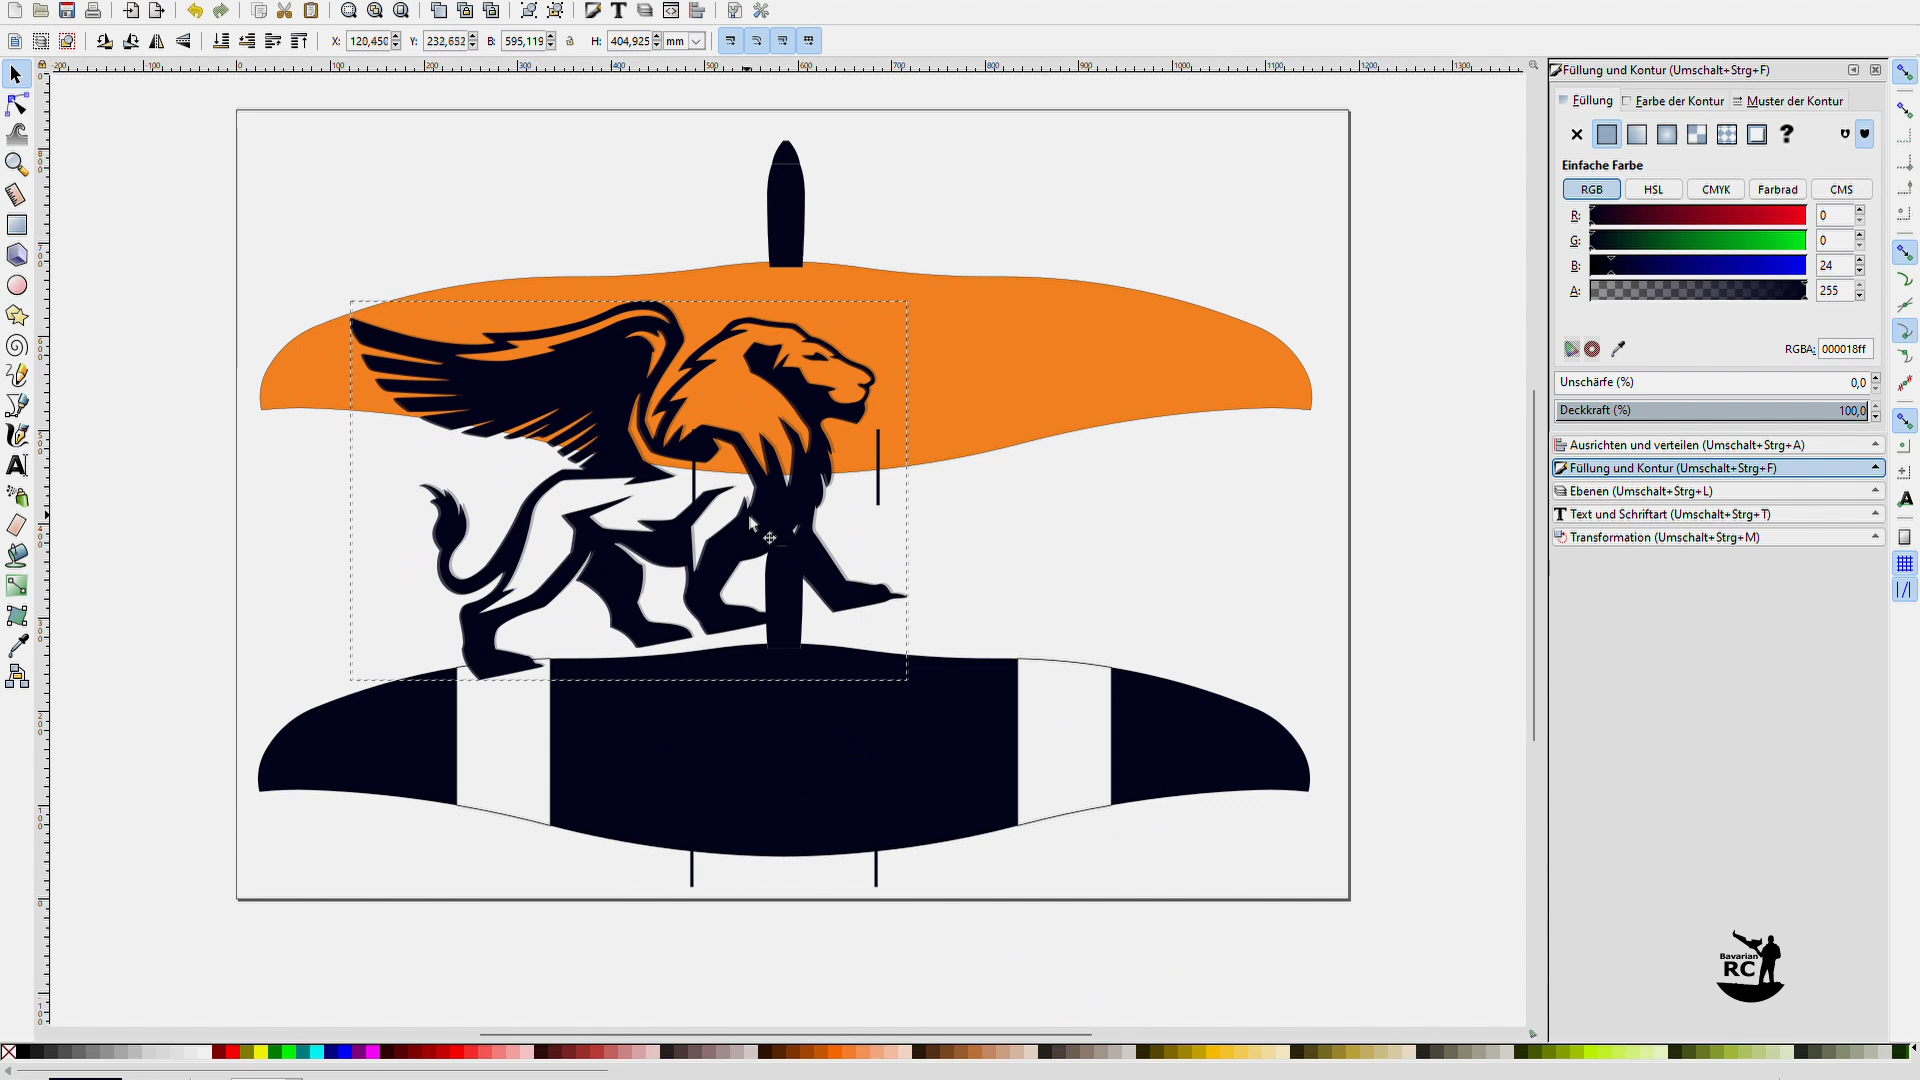 X: 120,450 Y: 232,652 B: 595,119 H: 404,925 mm
Füllung und Kontur (Umschalt+Strg+F)
Füllung Farbe der Kontur Muster der Kontur
Einfache Farbe
RGB HSL CMYK Farbrad CMS
R: 0
G: 0
B: 24
A: 255
RGBA: 000018ff
Unschärfe (%) 0,0
Deckkraft (%) 100,0
Ausrichten und verteilen (Umschalt+Strg+A)
Füllung und Kontur (Umschalt+Strg+F)
Ebenen (Umschalt+Strg+L)
Text und Schriftart (Umschalt+Strg+T)
Transformation (Umschalt+Strg+M)
Bavarian
RC